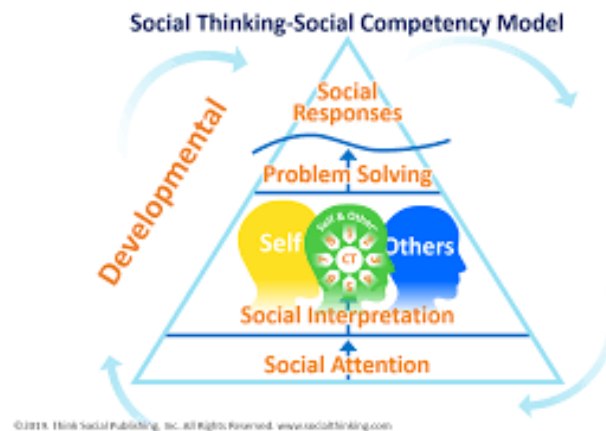 Social Thinking-Social Competency Model
Developmental
Social
Responses
Problem Solving
Self
Self & Other
CT
Others
Social Interpretation
Social Attention
©2019. Think Social Publishing, Inc. All Rights Reserved. www.socialthinking.com